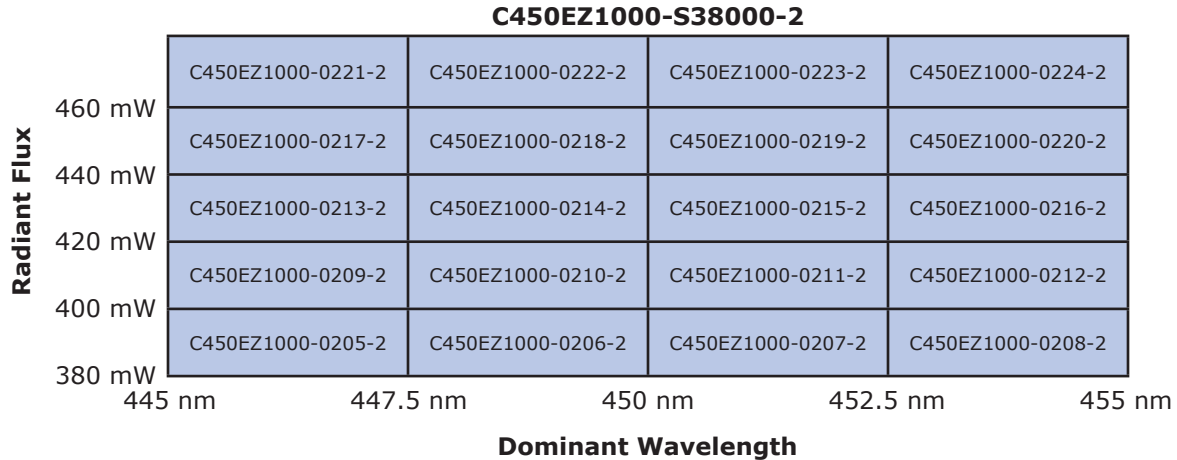 C450EZ1000-S38000-2
C450EZ1000-0221-2 C450EZ1000-0222-2 C450EZ1000-0223-2 C450EZ1000-0224-2
460 mW
C450EZ1000-0217-2 C450EZ1000-0218-2 C450EZ1000-0219-2 C450EZ1000-0220-2
440 mW
C450EZ1000-0213-2 C450EZ1000-0214-2 C450EZ1000-0215-2 C450EZ1000-0216-2
420 mW
C450EZ1000-0209-2 C450EZ1000-0210-2 C450EZ1000-0211-2 C450EZ1000-0212-2
400 mW
C450EZ1000-0205-2 C450EZ1000-0206-2 C450EZ1000-0207-2 C450EZ1000-0208-2
380 mW
Radiant Flux
445 nm 447.5 nm 450 nm 452.5 nm 455 nm
Dominant Wavelength